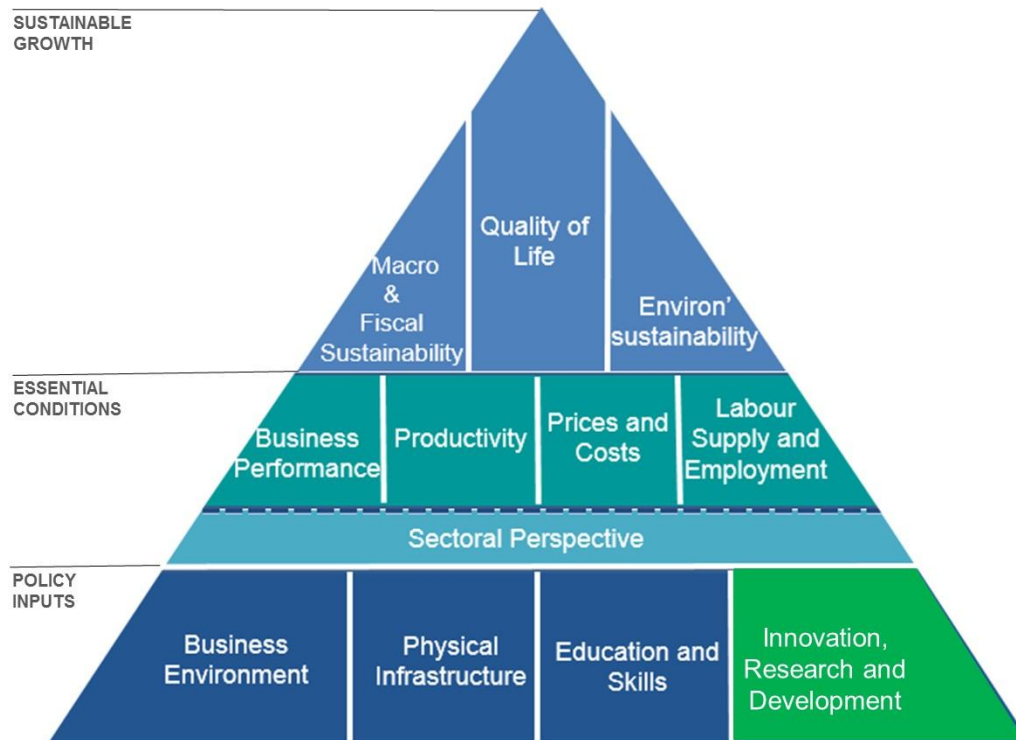 SUSTAINABLE
GROWTH
Quality of
Life
Macro
&
Fiscal
Sustainability
Environ’
sustainability
ESSENTIAL
CONDITIONS
Business
Performance
Productivity
Prices and
Costs
Labour
Supply and
Employment
Sectoral Perspective
POLICY
INPUTS
Business
Environment
Physical
Infrastructure
Education and
Skills
Innovation,
Research and
Development